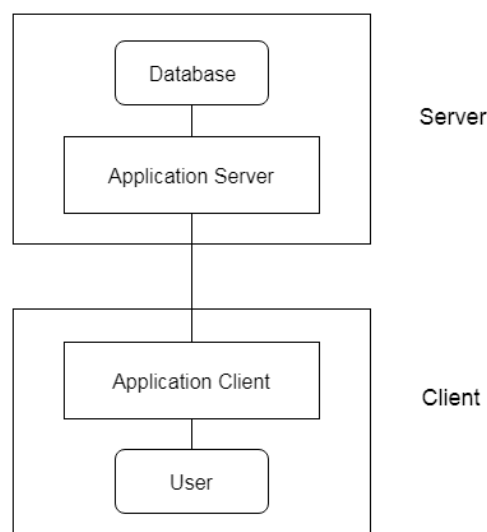 Database
Server
Application Server
Application Client
Client
User